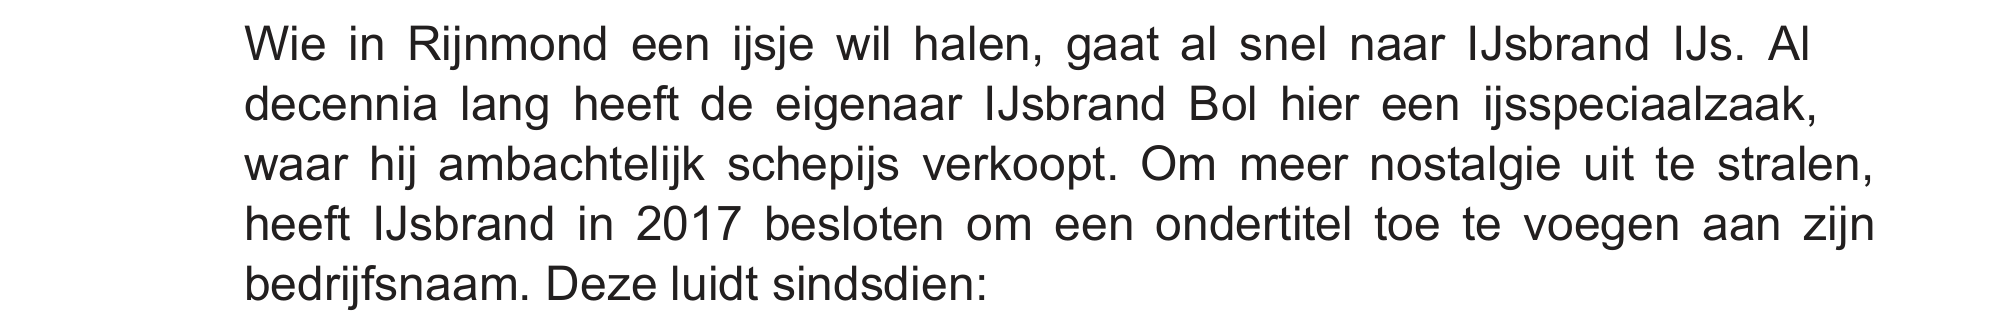 Wie in Rijnmond een ijsje wil halen, gaat al snel naar IJsbrand IJs. Al
decennia lang heeft de eigenaar IJsbrand Bol hier een ijsspeciaalzaak,
waar hij ambachtelijk schepijs verkoopt. Om meer nostalgie uit te stralen,
heeft IJsbrand in 2017 besloten om een ondertitel toe te voegen aan zijn
bedrijfsnaam. Deze luidt sindsdien: